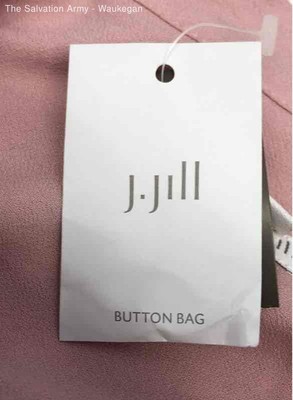 The Salvation Army - Waukegan
J.Jill
BUTTON BAG